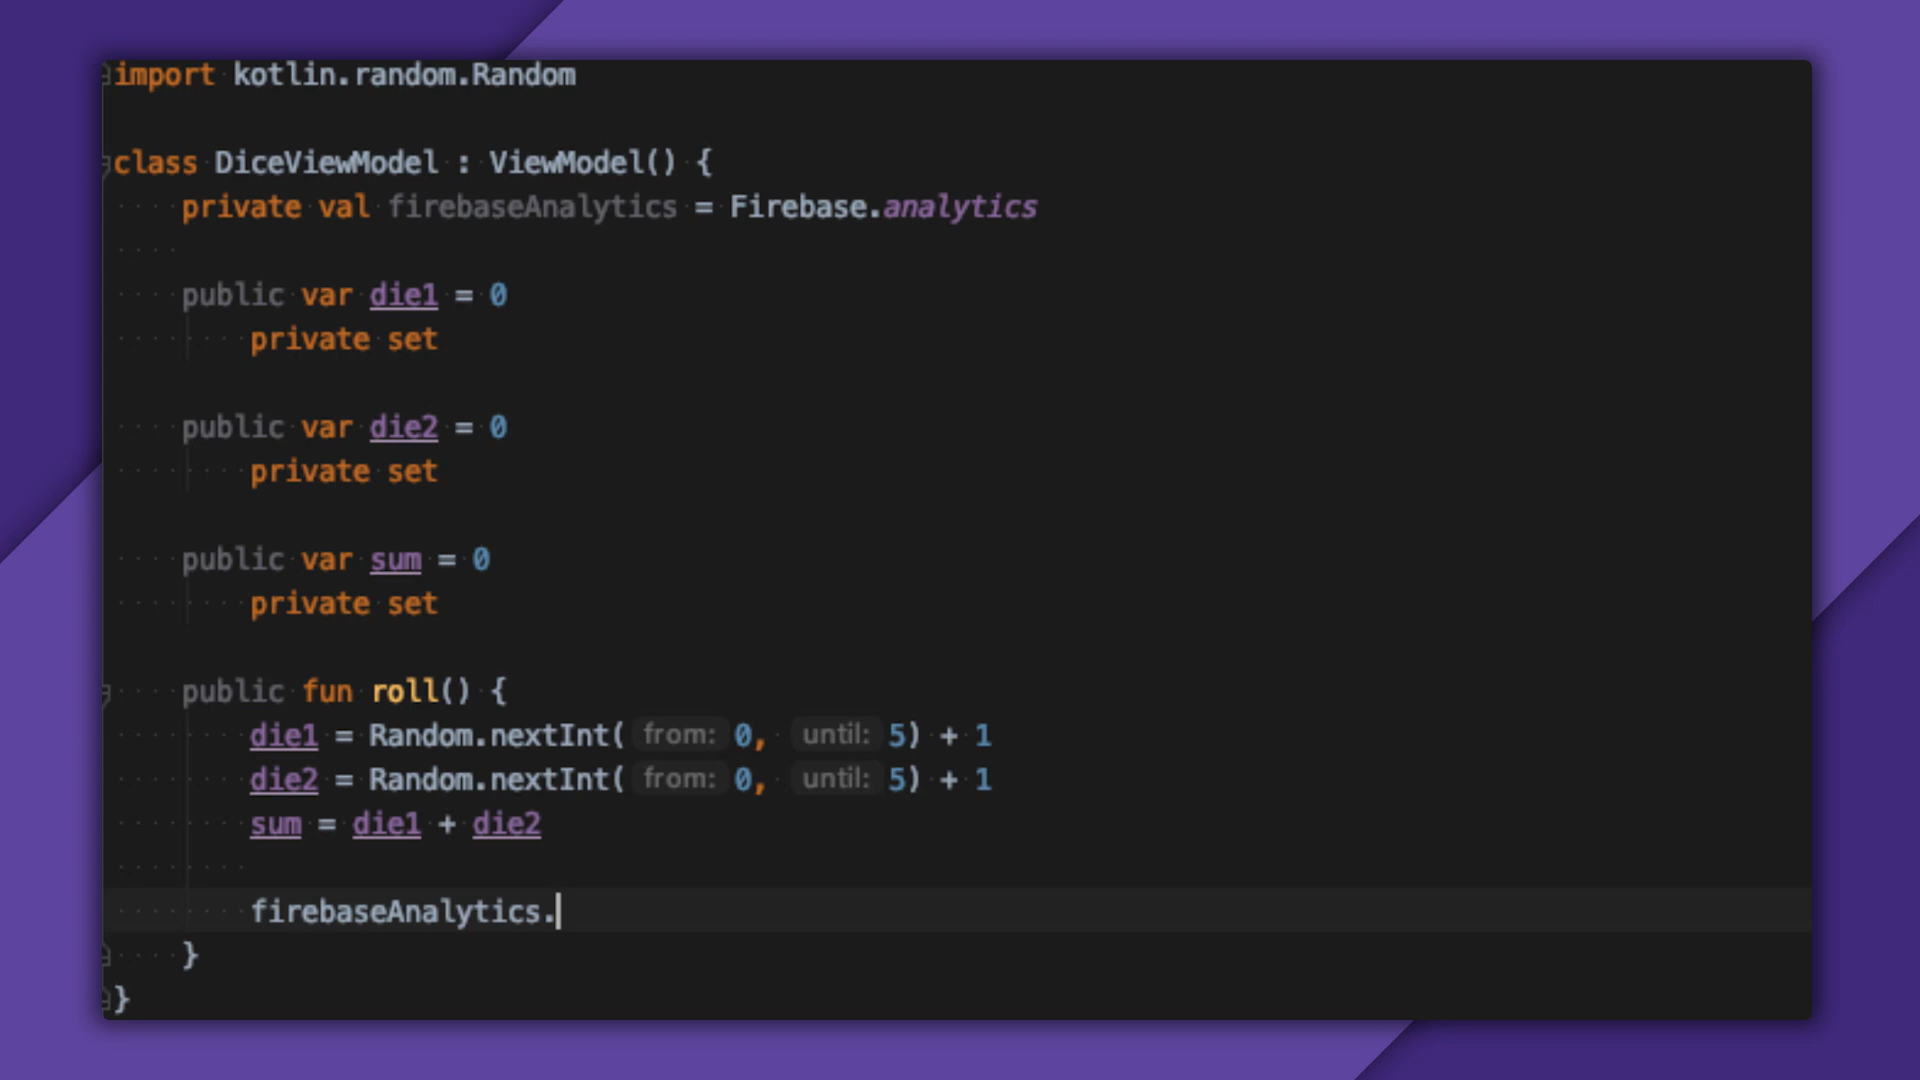 import kotlin.random.Random
class DiceViewModel : ViewModel() {
private val firebaseAnalytics = Firebase.analytics
public var die1 = 0
private set
public var die2 = 0
private set
public var sum = 0
private set
public fun roll() {
die1 = Random.nextInt( from: 0, until: 5) + 1
die2 = Random.nextInt( from: 0, until: 5) + 1
sum = die1 + die2
firebaseAnalytics.
}
}